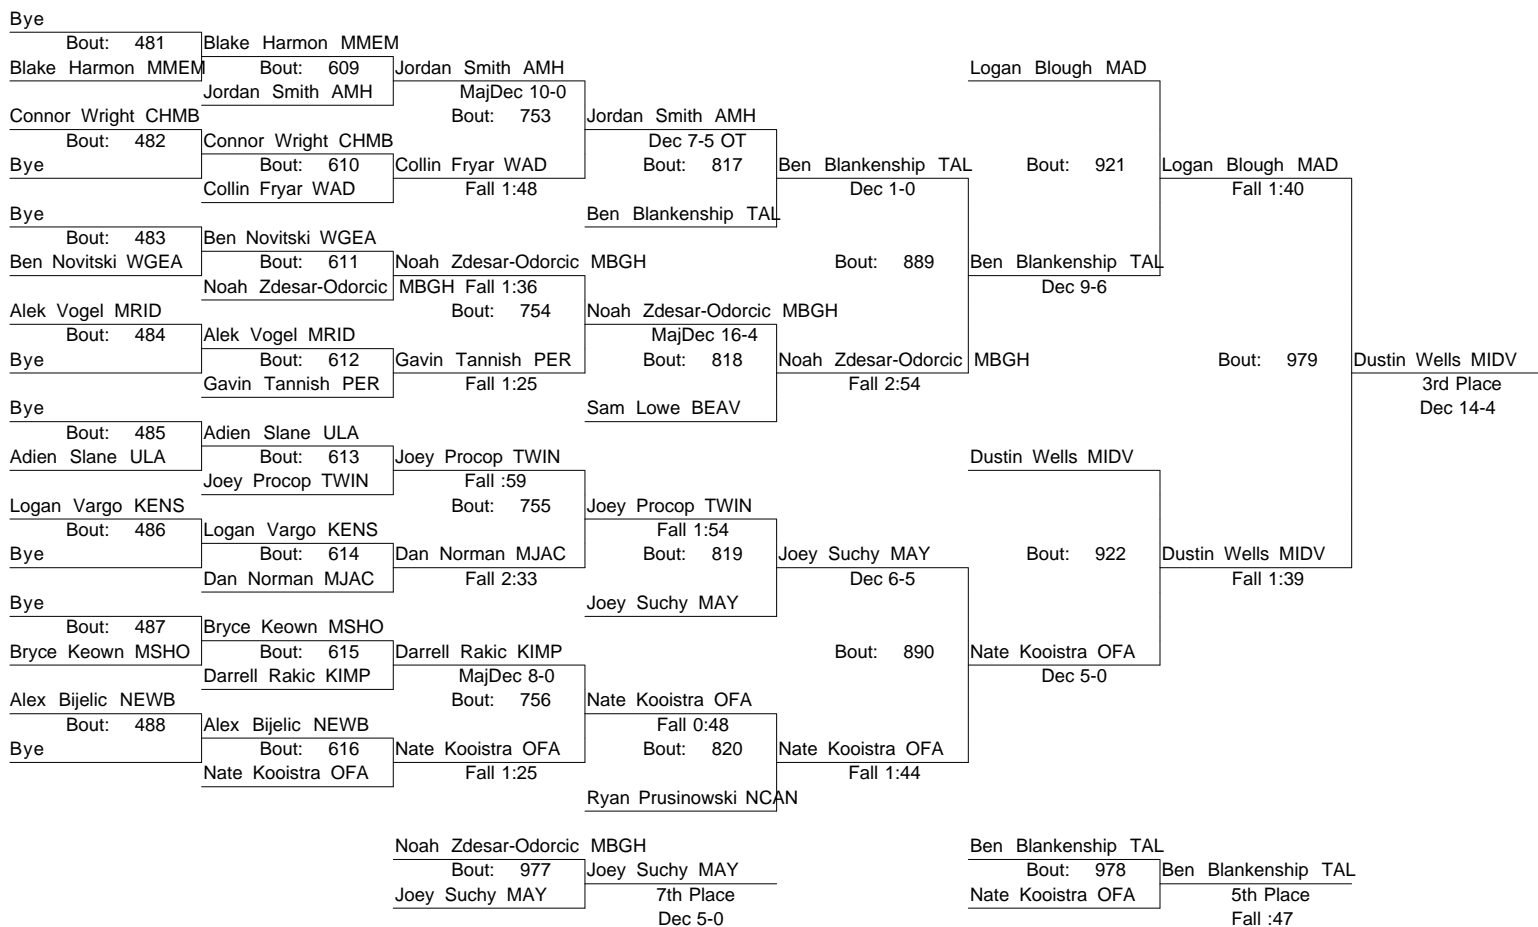 Bye
Bout: 481 Blake Harmon MMEM
Blake Harmon MMEM Bout: 609 Jordan Smith AMH Logan Blough MAD
Jordan Smith AMH MajDec 10-0
Connor Wright CHMB Bout: 753 Jordan Smith AMH
Bout: 482 Connor Wright CHMB Dec 7-5 OT
Bye Bout: 610 Collin Fryar WAD Bout: 817 Ben Blankenship TAL Bout: 921 Logan Blough MAD
Collin Fryar WAD Fall 1:48 Dec 1-0 Fall 1:40
Bye Ben Blankenship TAL
Bout: 483 Ben Novitski WGEA
Ben Novitski WGEA Bout: 611 Noah Zdesar-Odorcic MBGH Bout: 889 Ben Blankenship TAL
Noah Zdesar-Odorcic MBGH Fall 1:36 Dec 9-6
Alek Vogel MRID Bout: 754 Noah Zdesar-Odorcic MBGH
Bout: 484 Alek Vogel MRID MajDec 16-4
Bye Bout: 612 Gavin Tannish PER Bout: 818 Noah Zdesar-Odorcic MBGH Bout: 979 Dustin Wells MIDV
Gavin Tannish PER Fall 1:25 Fall 2:54 3rd Place
Bye Sam Lowe BEAV Dec 14-4
Bout: 485 Adien Slane ULA
Adien Slane ULA Bout: 613 Joey Procop TWIN Dustin Wells MIDV
Joey Procop TWIN Fall :59
Logan Vargo KENS Bout: 755 Joey Procop TWIN
Bout: 486 Logan Vargo KENS Fall 1:54
Bye Bout: 614 Dan Norman MJAC Bout: 819 Joey Suchy MAY Bout: 922 Dustin Wells MIDV
Dan Norman MJAC Fall 2:33 Dec 6-5 Fall 1:39
Bye Joey Suchy MAY
Bout: 487 Bryce Keown MSHO
Bryce Keown MSHO Bout: 615 Darrell Rakic KIMP Bout: 890 Nate Kooistra OFA
Darrell Rakic KIMP MajDec 8-0 Dec 5-0
Alex Bijelic NEWB Bout: 756 Nate Kooistra OFA
Bout: 488 Alex Bijelic NEWB Fall 0:48
Bye Bout: 616 Nate Kooistra OFA Bout: 820 Nate Kooistra OFA
Nate Kooistra OFA Fall 1:25 Fall 1:44
Ryan Prusinowski NCAN
Noah Zdesar-Odorcic MBGH Ben Blankenship TAL
Bout: 977 Joey Suchy MAY Bout: 978 Ben Blankenship TAL
Joey Suchy MAY 7th Place Nate Kooistra OFA 5th Place
Dec 5-0 Fall :47